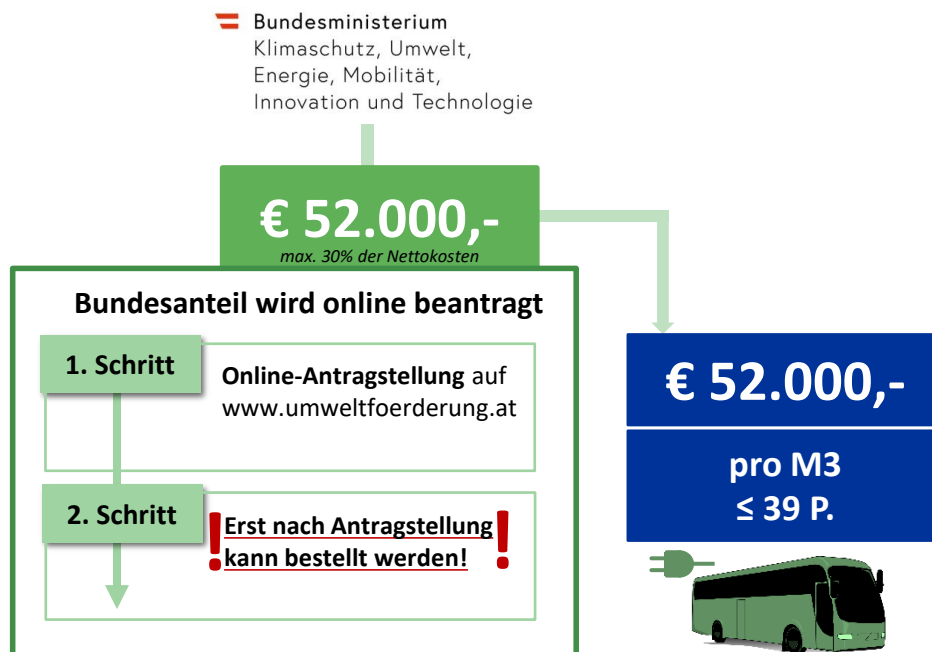 Bundesministerium
Klimaschutz, Umwelt,
Energie, Mobilität,
Innovation und Technologie
€ 52.000,-
max. 30% der Nettokosten
Bundesanteil wird online beantragt
1. Schritt
Online-Antragstellung auf
www.umweltfoerderung.at
2. Schritt
! Erst nach Antragstellung !
kann bestellt werden!
€ 52.000,-
pro M3
≤ 39 P.